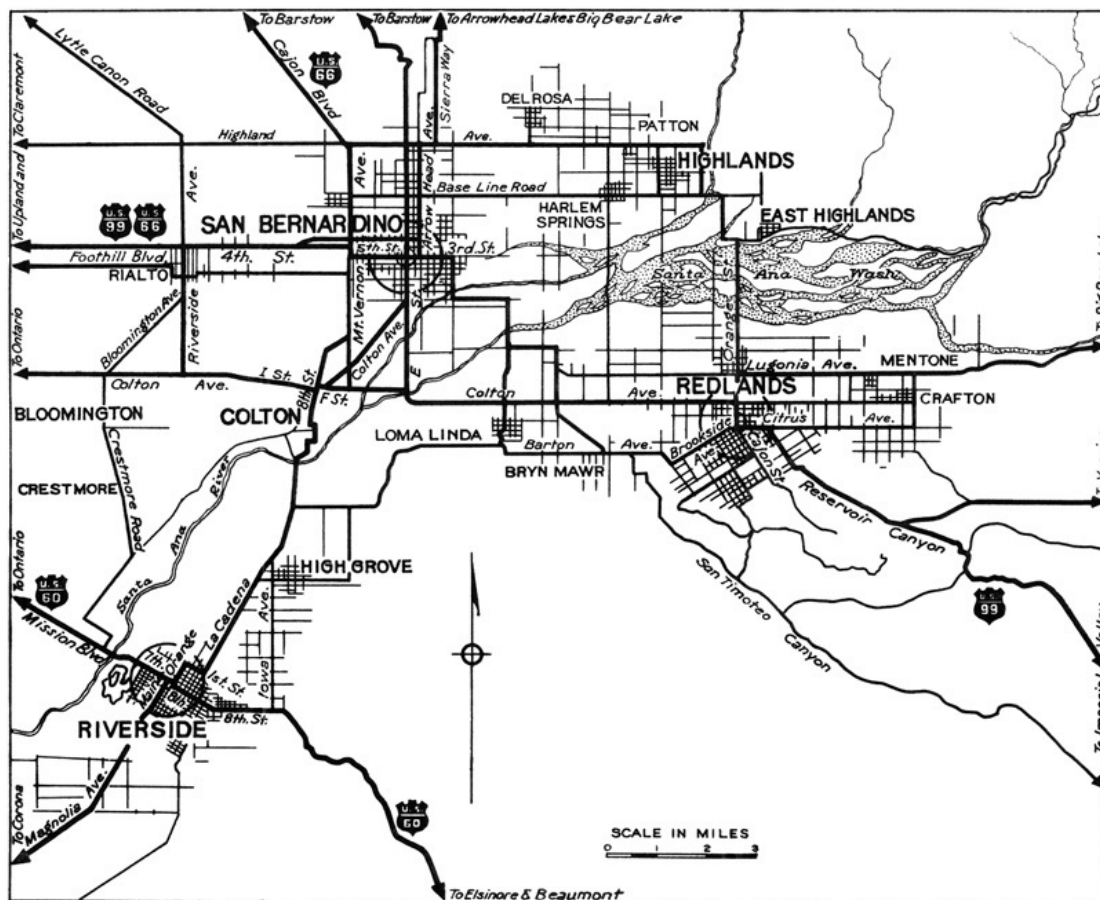 To Barstow
To Barstow
To Arrowhead Lakes & Big Bear Lake
Lytle Canon Road
Cajon Blvd
U.S 66
Sierra Way
To Claremont
To Upland and
DEL ROSA
PATTON
Highland Ave.
HIGHLANDS
Ave.
Ave.
Ave.
Arrow Head
Base Line Road
HARLEM SPRINGS
EAST HIGHLANDS
U.S 99
U.S 66
SAN BERNARDINO
5th. St.
3rd St.
Foothill Blvd.
4th. St.
RIALTO
Santa Ana Wash
Mt. Vernon
E St.
Orange St.
Bloomington Ave.
Riverside
Colton Ave.
To Ontario
Lugonia Ave.
MENTONE
Colton Ave.
I St.
8th St.
F St.
Colton Ave.
REDLANDS
CRAFTON
BLOOMINGTON
COLTON
Citrus Ave.
LOMA LINDA
Barton Ave.
Brookside Ave.
Cajon St.
BRYN MAWR
CRESTMORE
Crestmore Road
Santa Ana River
Reservoir Canyon
To Ontario
U.S 60
HIGH GROVE
San Timoteo Canyon
U.S 99
Mission Blvd.
La Cadena
Iowa Ave.
7th.
Orange
Main
8th.
1st. St.
8th. St.
RIVERSIDE
Magnolia Ave.
To Corona
U.S 60
SCALE IN MILES
0 1 2 3
To Elsinore & Beaumont